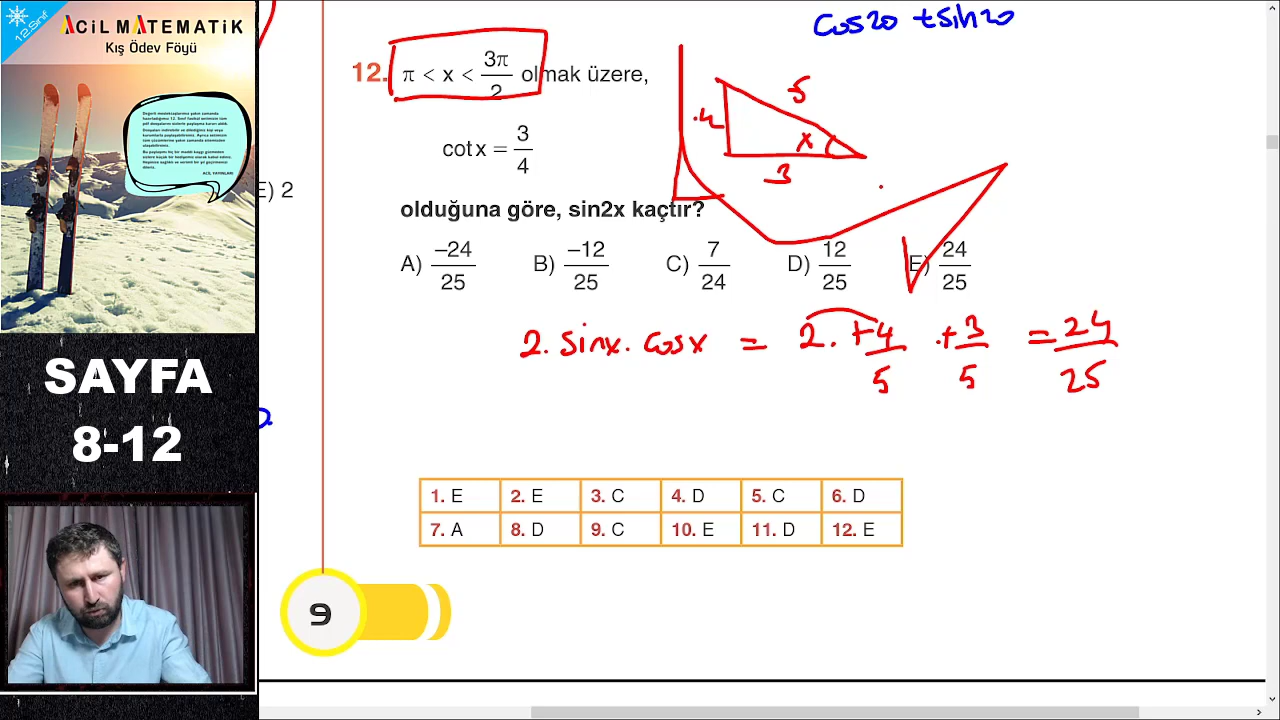 12.Sınıf
ACİL MATEMATİK
Kış Ödev Föyü
ACİL YAYINLARI
SAYFA
8-12
cos20 + sin20
12. π < x < 3π/2 olmak üzere,
cotx = 3/4
E) 2
olduğuna göre, sin2x kaçtır?
A) –24/25 B) –12/25 C) 7/24 D) 12/25 E) 24/25
5
4
x
3
2. sinx. cosx = 2. +4/5 . +3/5 = 24/25
1. E 2. E 3. C 4. D 5. C 6. D
7. A 8. D 9. C 10. E 11. D 12. E
9